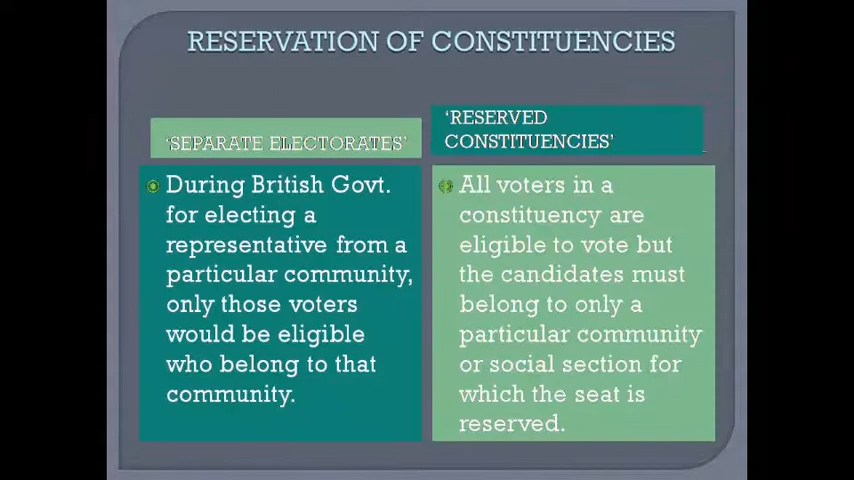 RESERVATION OF CONSTITUENCIES
‘SEPARATE ELECTORATES’
During British Govt.
for electing a
representative from a
particular community,
only those voters
would be eligible
who belong to that
community.
‘RESERVED
CONSTITUENCIES’
All voters in a
constituency are
eligible to vote but
the candidates must
belong to only a
particular community
or social section for
which the seat is
reserved.